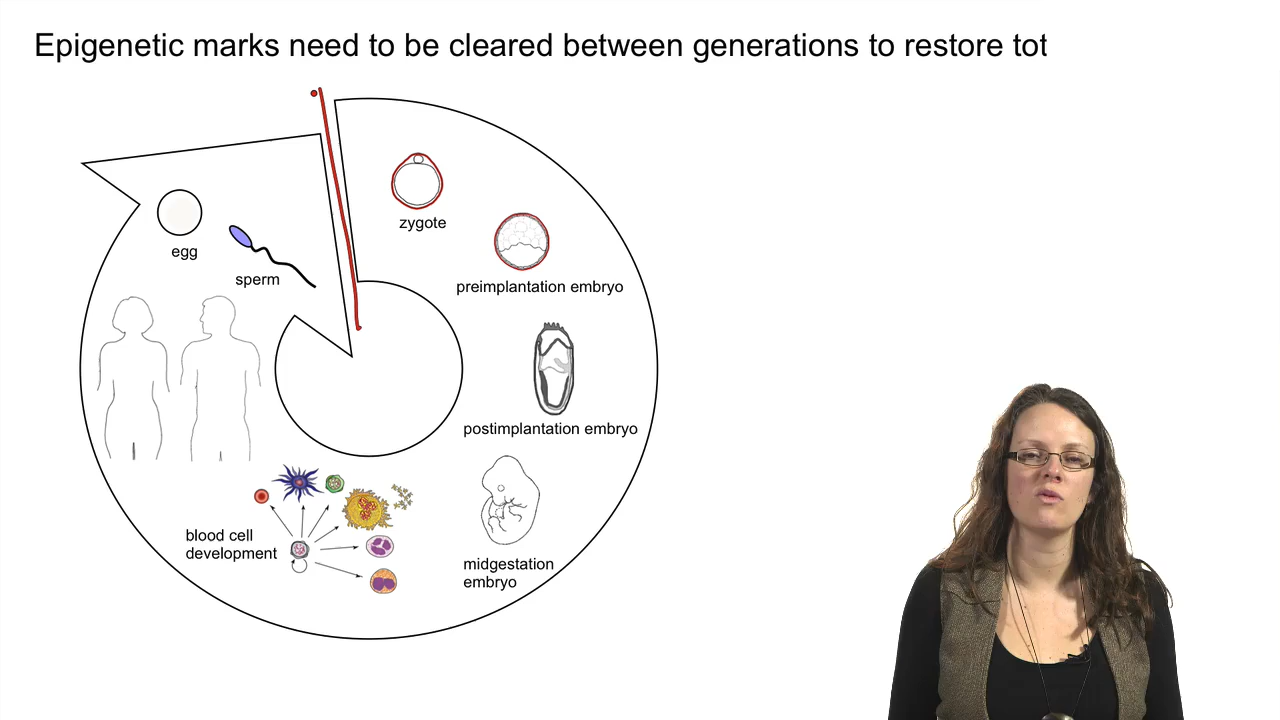 Epigenetic marks need to be cleared between generations to restore tot
zygote
egg
sperm
preimplantation embryo
postimplantation embryo
blood cell
development
midgestation
embryo